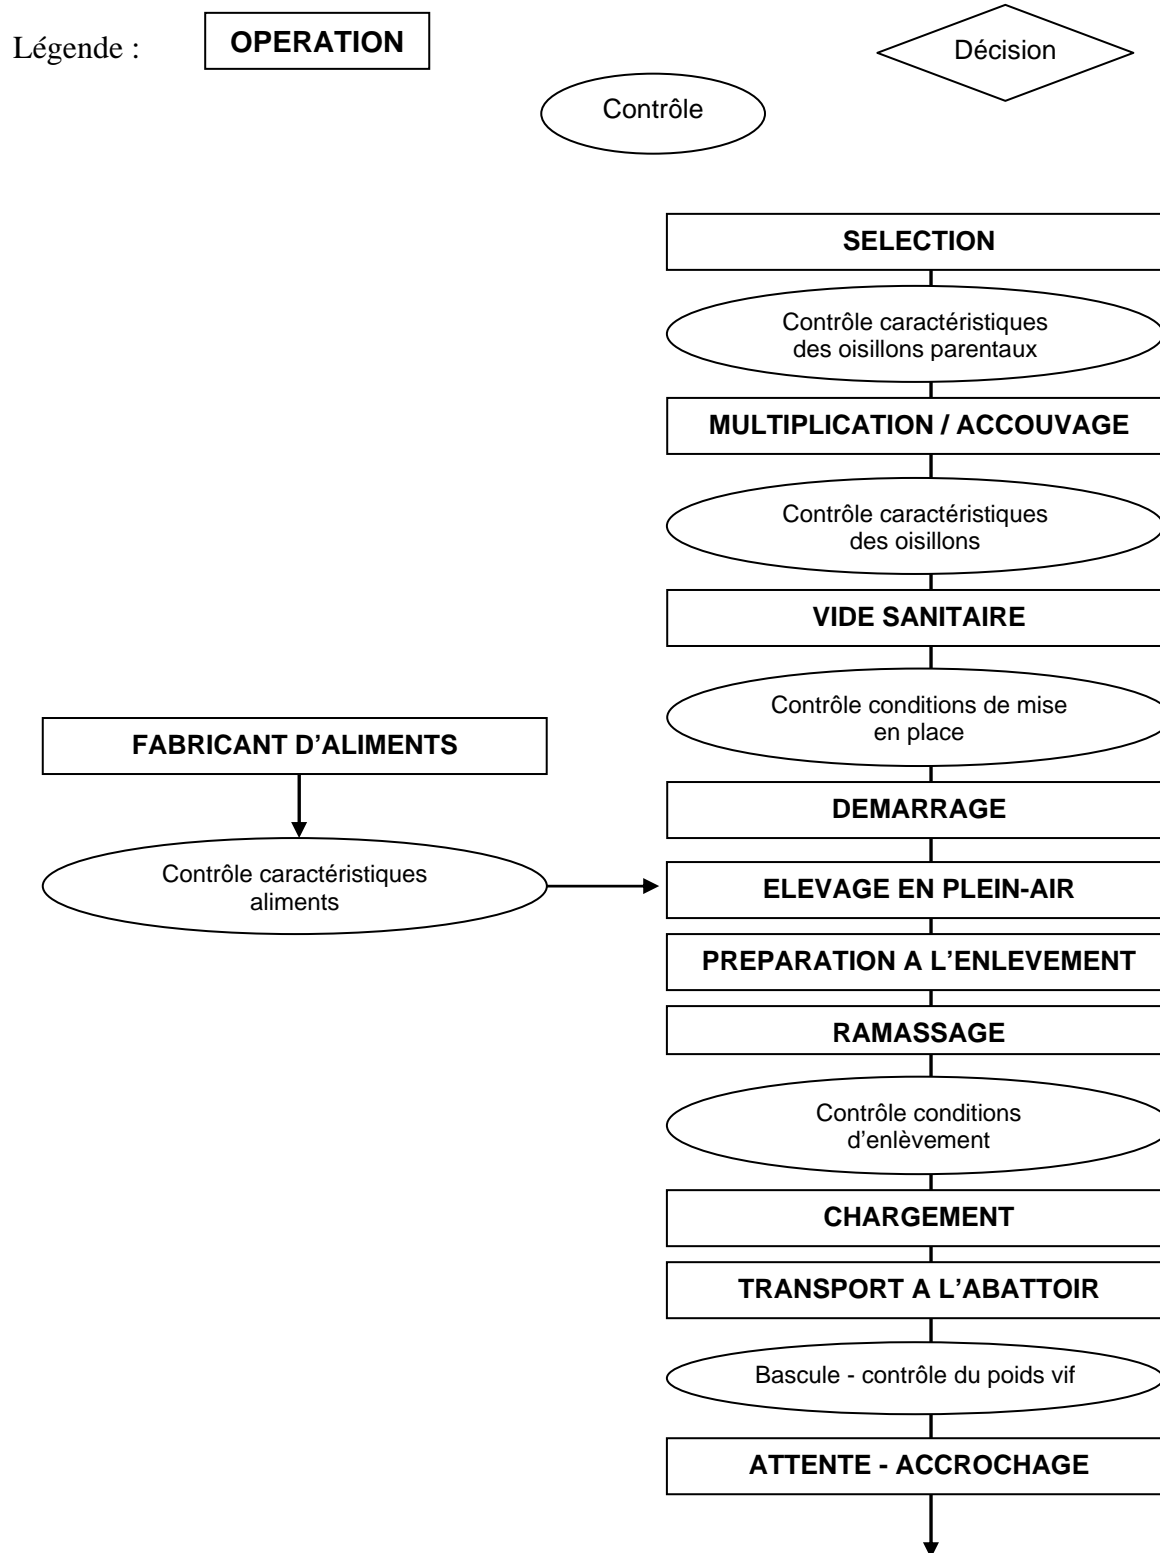 Légende :
OPERATION
Décision
Contrôle
SELECTION
Contrôle caractéristiques
des oisillons parentaux
MULTIPLICATION / ACCOUVAGE
Contrôle caractéristiques
des oisillons
VIDE SANITAIRE
Contrôle conditions de mise
en place
FABRICANT D’ALIMENTS
DEMARRAGE
Contrôle caractéristiques
aliments
ELEVAGE EN PLEIN-AIR
PREPARATION A L’ENLEVEMENT
RAMASSAGE
Contrôle conditions
d’enlèvement
CHARGEMENT
TRANSPORT A L’ABATTOIR
Bascule - contrôle du poids vif
ATTENTE - ACCROCHAGE